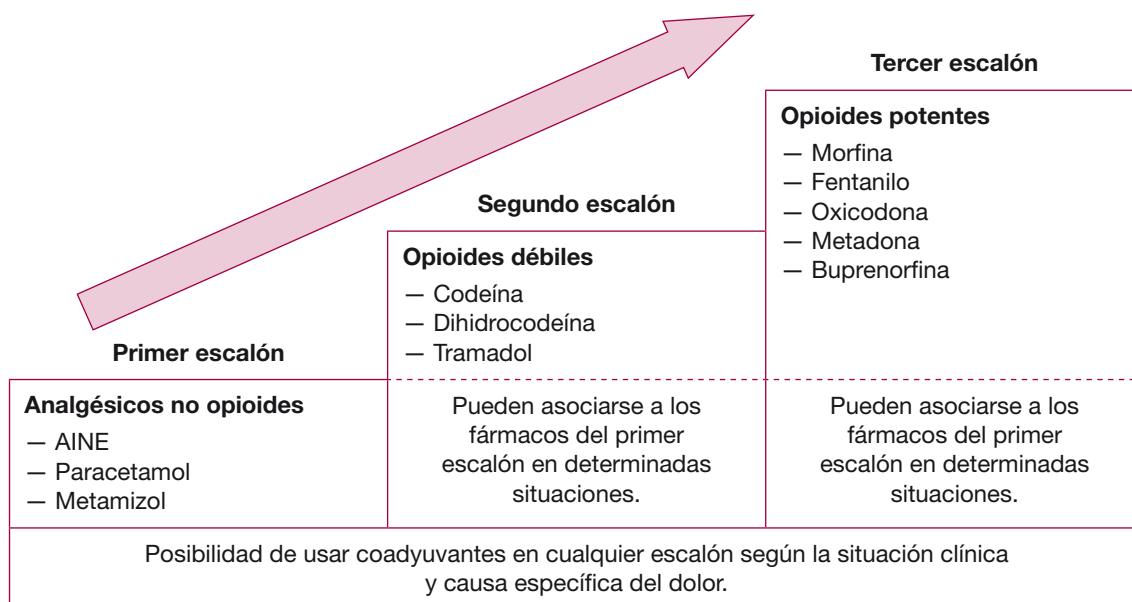 Primer escalón
Analgésicos no opioides
— AINE
— Paracetamol
— Metamizol
Segundo escalón
Opioides débiles
— Codeína
— Dihidrocodeína
— Tramadol
Pueden asociarse a los
fármacos del primer
escalón en determinadas
situaciones.
Tercer escalón
Opioides potentes
— Morfina
— Fentanilo
— Oxicodona
— Metadona
— Buprenorfina
Pueden asociarse a los
fármacos del primer
escalón en determinadas
situaciones.
Posibilidad de usar coadyuvantes en cualquier escalón según la situación clínica
y causa específica del dolor.